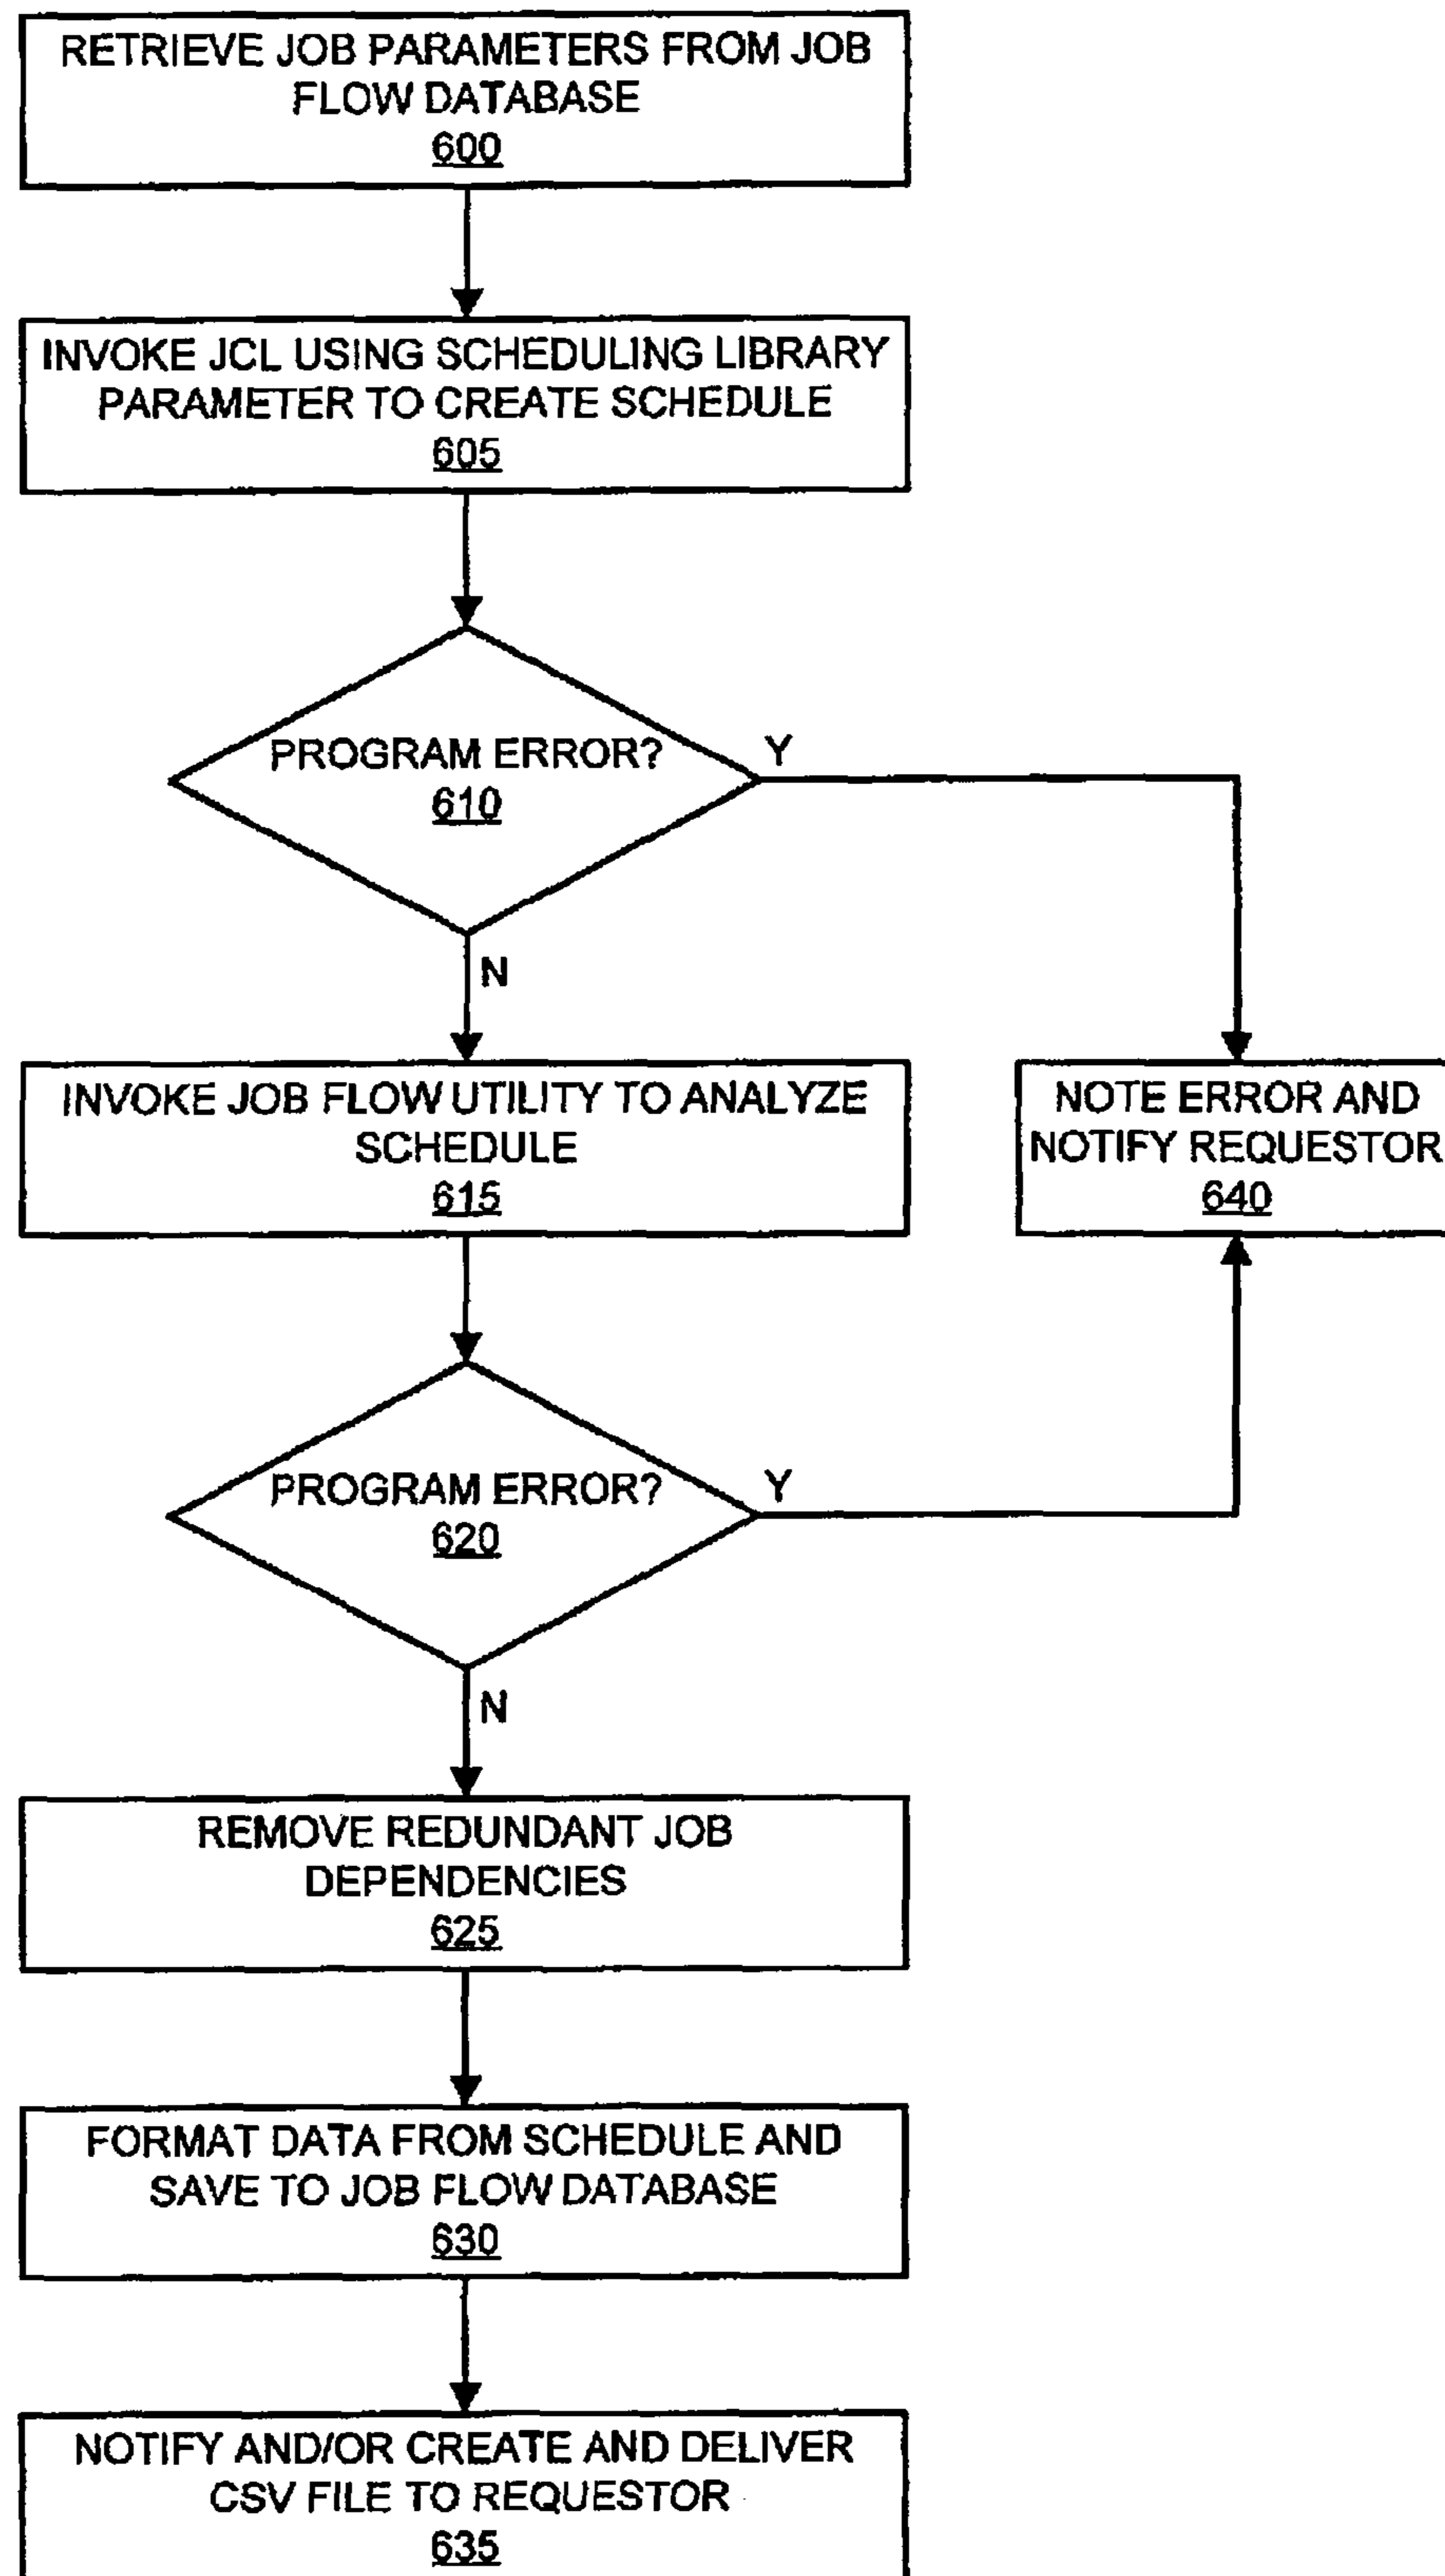 RETRIEVE JOB PARAMETERS FROM JOB
FLOW DATABASE
600
INVOKE JCL USING SCHEDULING LIBRARY
PARAMETER TO CREATE SCHEDULE
605
PROGRAM ERROR?
610
Y
N
INVOKE JOB FLOW UTILITY TO ANALYZE
SCHEDULE
615
NOTE ERROR AND
NOTIFY REQUESTOR
640
PROGRAM ERROR?
620
Y
N
REMOVE REDUNDANT JOB
DEPENDENCIES
625
FORMAT DATA FROM SCHEDULE AND
SAVE TO JOB FLOW DATABASE
630
NOTIFY AND/OR CREATE AND DELIVER
CSV FILE TO REQUESTOR
635